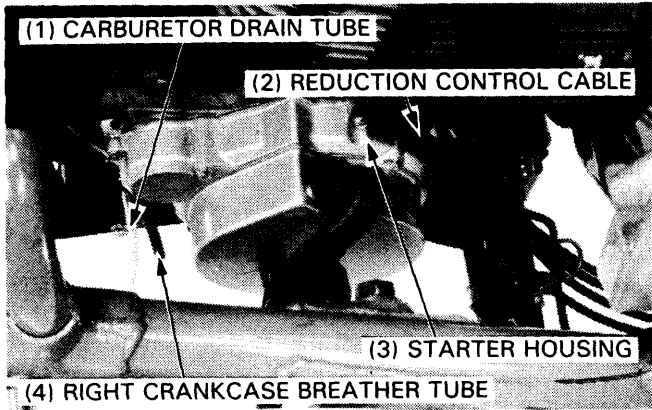 (1) CARBURETOR DRAIN TUBE
(2) REDUCTION CONTROL CABLE
(3) STARTER HOUSING
(4) RIGHT CRANKCASE BREATHER TUBE